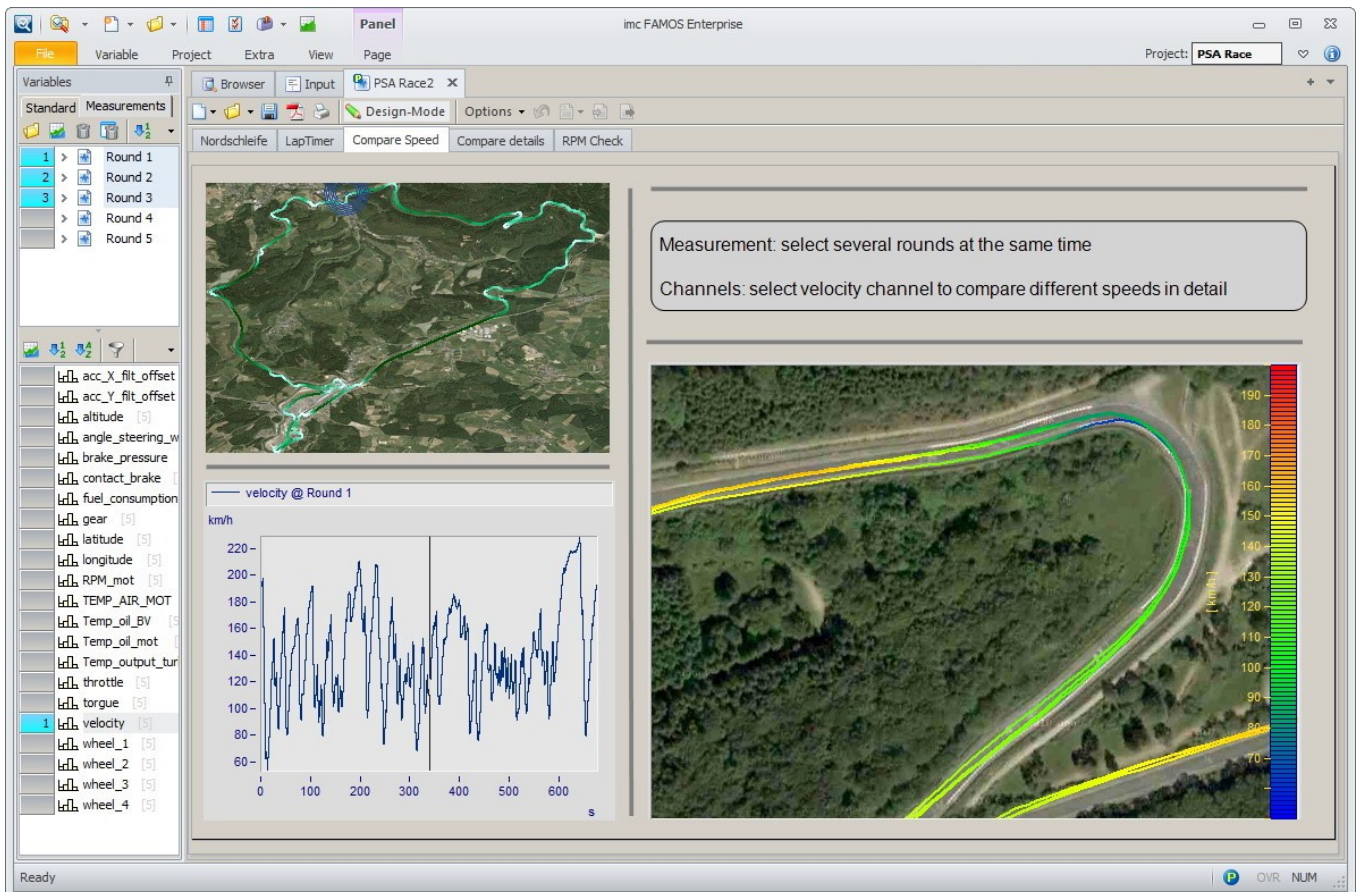 Panel
imc FAMOS Enterprise
File
Variable
Project
Extra
View
Page
Project:
PSA Race
Variables
Browser
Input
PSA Race2
Standard
Measurements
Design-Mode
Options
Nordschleife
LapTimer
Compare Speed
Compare details
RPM Check
1 Round 1
2 Round 2
3 Round 3
Round 4
Round 5
acc_X_filt_offset
acc_Y_filt_offset
altitude [5]
angle_steering_w
brake_pressure
contact_brake [
fuel_consumption
gear [5]
latitude [5]
longitude [5]
RPM_mot [5]
TEMP_AIR_MOT
Temp_oil_BV [5
Temp_oil_mot [
Temp_output_tur
throttle [5]
torgue [5]
1 velocity [5]
wheel_1 [5]
wheel_2 [5]
wheel_3 [5]
wheel_4 [5]
Measurement: select several rounds at the same time
Channels: select velocity channel to compare different speeds in detail
velocity @ Round 1
km/h
220
200
180
160
140
120
100
80
60
0 100 200 300 400 500 600
s
190
180
170
160
150
140
130
120
110
100
90
80
70
[km/h]
Ready
OVR NUM